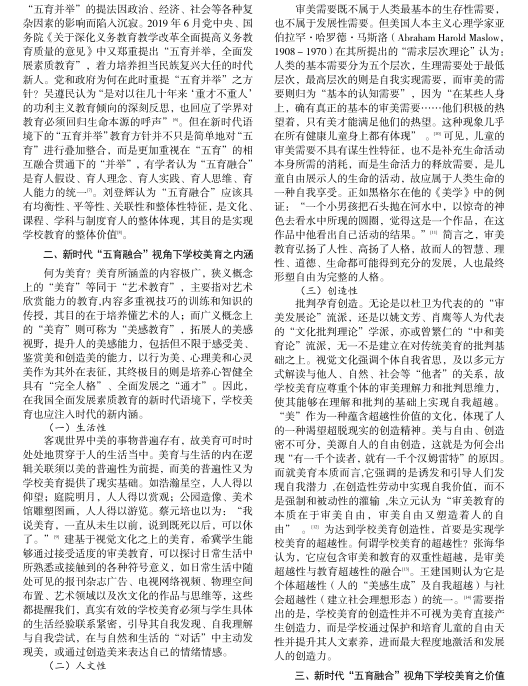 “五育并举”的提法因政治、经济、社会等各种复
杂因素的影响而陷入沉寂。2019 年 6 月党中央、国
务院《关于深化义务教育教学改革全面提高义务教
育质量的意见》中又郑重提出“五育并举，全面发
展素质教育”，着力培养担当民族复兴大任的时代
新人。党和政府为何在此时重提“五育并举”之方
针？吴遵民认为“是对以往几十年来‘重才不重人’
的功利主义教育倾向的深刻反思，也回应了学界对
教育必须回归生命本源的呼声”[6]。但在新时代语
境下的“五育并举”教育方针并不只是简单地对“五
育”进行叠加整合，而是更加重视在“五育”的相
互融合贯通下的“并举”，有学者认为“五育融合”
是育人假设、育人理念、育人实践、育人思维、育
人能力的统一[7]。刘登珲认为“五育融合”应该具
有均衡性、平等性、关联性和整体性特征，是文化、
课程、学科与制度育人的整体体现，其目的是实现
学校教育的整体价值[8]。
二、新时代“五育融合”视角下学校美育之内涵
何为美育？美育所涵盖的内容极广，狭义概念
上的“美育”等同于“艺术教育”，主要指对艺术
欣赏能力的教育,内容多重视技巧的训练和知识的
传授，其目的在于培养懂艺术的人；而广义概念上
的“美育”则可称为“美感教育”，拓展人的美感
视野，提升人的美感能力，包括但不限于感受美、
鉴赏美和创造美的能力，以行为美、心理美和心灵
美作为其外在表征，其终极目的则是培养心智健全
具有“完全人格”、全面发展之“通才”。因此，
在我国全面发展素质教育的新时代语境下，学校美
育也应注入时代的新内涵。
（一）生活性
客观世界中美的事物普遍存有，故美育可时时
处处地贯穿于人的生活当中。美育与生活的内在逻
辑关联须以美的普遍性为前提，而美的普遍性又为
学校美育提供了现实基础。如浩瀚星空，人人得以
仰望；庭院明月，人人得以赏观；公园造像、美术
馆雕塑图画，人人得以游览。蔡元培也以为：“我
说美育，一直从未生以前，说到既死以后，可以休
了。”[9] 建基于视觉文化之上的美育，希冀学生能
够通过接受适度的审美教育，可以探讨日常生活中
所熟悉或接触到的各种符号意义，如日常生活中随
处可见的报刊杂志广告、电视网络视频、物理空间
布置、艺术领域以及次文化的作品与思维等，这些
都提醒我们，真实有效的学校美育必须与学生具体
的生活经验联系紧密，引导其自我发现、自我理解
与自我尝试，在与自然和生活的“对话”中主动发
现美，或通过创造美来表达自己的情绪情感。
（二）人文性
审美需要既不属于人类最基本的生存性需要，
也不属于发展性需要。但美国人本主义心理学家亚
伯拉罕·哈罗德·马斯洛（Abraham Harold Maslow,
1908－1970）在其所提出的“需求层次理论”认为：
人类的基本需要分为五个层次，生理需要处于最低
层次，最高层次的则是自我实现需要，而审美的需
要则归为“基本的认知需要”，因为“在某些人身
上，确有真正的基本的审美需要……他们积极的热
望着，只有美才能满足他们的热望。这种现象几乎
在所有健康儿童身上都有体现” 。[10] 可见，儿童的
审美需要不具有谋生性特征，也不是补充生命活动
本身所需的消耗，而是生命活力的释放需要，是儿
童自由展示人的生命的活动，故应属于人类生命的
一种自我享受。正如黑格尔在他的《美学》中的例
证：“一个小男孩把石头抛在河水中，以惊奇的神
色去看水中所现的圆圈，觉得这是一个作品，在这
作品中他看出自己活动的结果。”[11] 简言之，审美
教育弘扬了人性、高扬了人格，故而人的智慧、理
性、道德、生命都可能得到充分的发展，人也最终
形塑自由为完整的人格。
（三）创造性
批判孕育创造。无论是以杜卫为代表的的“审
美发展论”流派，还是以姚文芳、肖鹰等人为代表
的“文化批判理论”学派，亦或曾繁仁的“中和美
育论”流派，无一不是建立在对传统美育的批判基
础之上。视觉文化强调个体自我省思，及以多元方
式解读与他人、自然、社会等“他者”的关系，故
学校美育应尊重个体的审美理解力和批判思维力，
使其能够在理解和批判的基础上实现自我超越。
“美”作为一种蕴含超越性价值的文化，体现了人
的一种渴望超脱现实的创造精神。美与自由、创造
密不可分，美源自人的自由创造，这就是为何会出
现“有一千个读者，就有一千个汉姆雷特”的原因。
而就美育本质而言,它强调的是诱发和引导人们发
现自我潜力 ,在创造性劳动中实现自我价值，而不
是强制和被动性的灌输 ,朱立元认为“审美教育的
本质在于审美自由，审美自由又塑造着人的自
由” 。[12] 为达到学校美育创造性，首要是实现学
校美育的超越性。何谓学校美育的超越性？张海华
认为，它应包含审美和教育的双重性超越，是审美
超越性与教育超越性的融合[13]。王建国则认为它是
个体超越性（人的“美感生成”及自我超越）与社
会超越性（建立社会理想形态）的统一。[14]需要指
出的是，学校美育的创造性并不可视为美育直接产
生创造力，而是学校通过保护和培育儿童的自由天
性并提升其人文素养，进而最大程度地激活和发展
人的创造力。
三、新时代“五育融合”视角下学校美育之价值